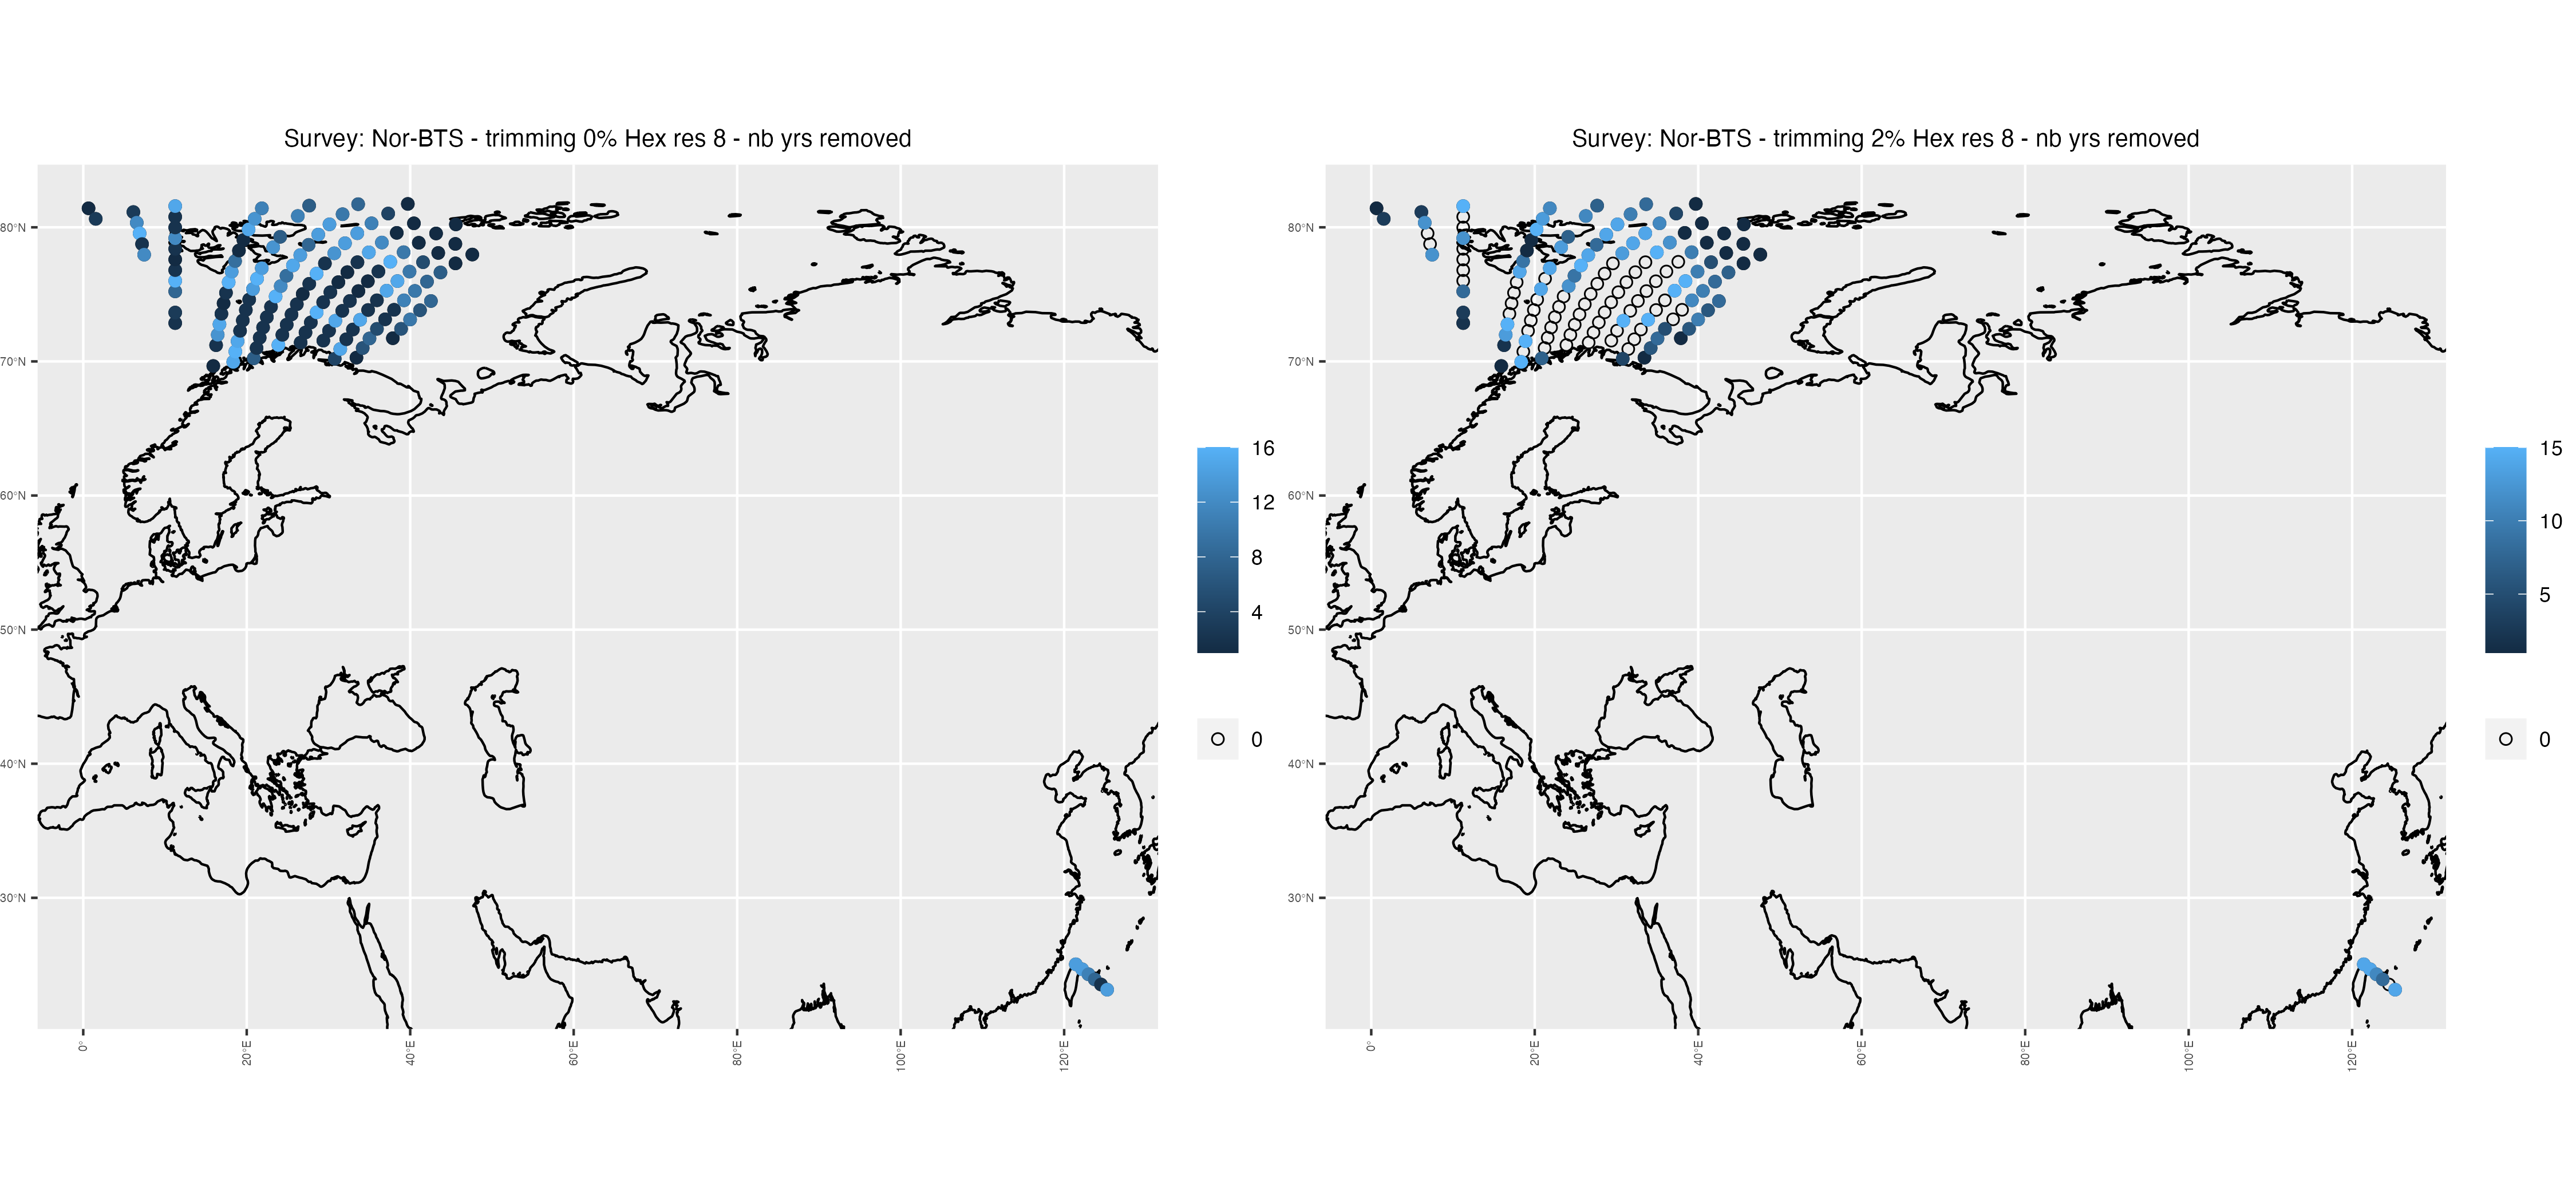 Survey: Nor-BTS - trimming 0% Hex res 8 - nb yrs removed
80°N
70°N
60°N
50°N
40°N
30°N
0°
20°E
40°E
60°E
80°E
100°E
120°E
16
12
8
4
0
Survey: Nor-BTS - trimming 2% Hex res 8 - nb yrs removed
80°N
70°N
60°N
50°N
40°N
30°N
0°
20°E
40°E
60°E
80°E
100°E
120°E
15
10
5
0